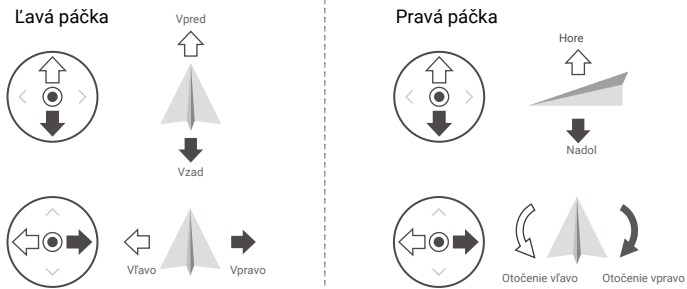 Ľavá páčka
Vpred
Vzad
Vľavo
Vpravo
Pravá páčka
Hore
Nadol
Otočenie vľavo
Otočenie vpravo